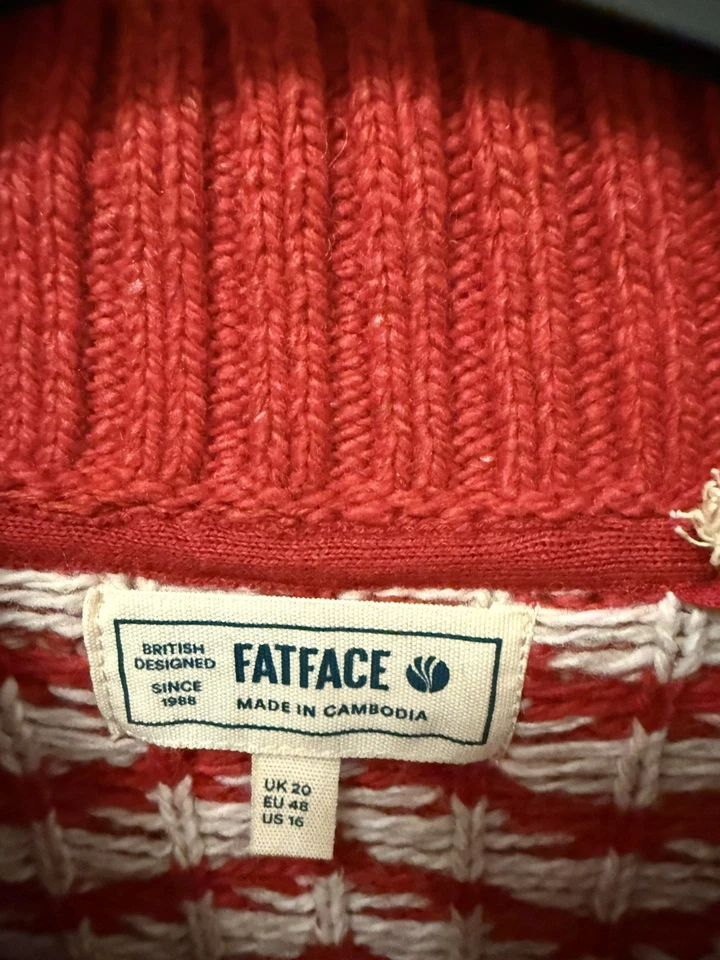 BRITISH
DESIGNED
SINCE
1988
FATFACE
MADE IN CAMBODIA
UK 20
EU 48
US 16